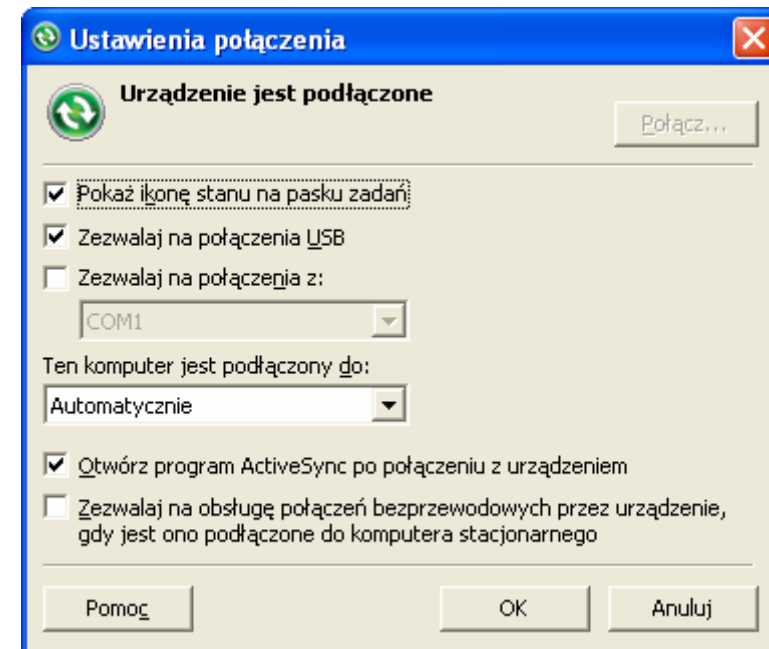 Ustawienia połączenia
Urządzenie jest podłączone
Połącz...
Pokaż ikonę stanu na pasku zadań
Zezwalaj na połączenia USB
Zezwalaj na połączenia z:
COM1
Ten komputer jest podłączony do:
Automatycznie
Otwórz program ActiveSync po połączeniu z urządzeniem
Zezwalaj na obsługę połączeń bezprzewodowych przez urządzenie,
gdy jest ono podłączone do komputera stacjonarnego
Pomoc
OK
Anuluj